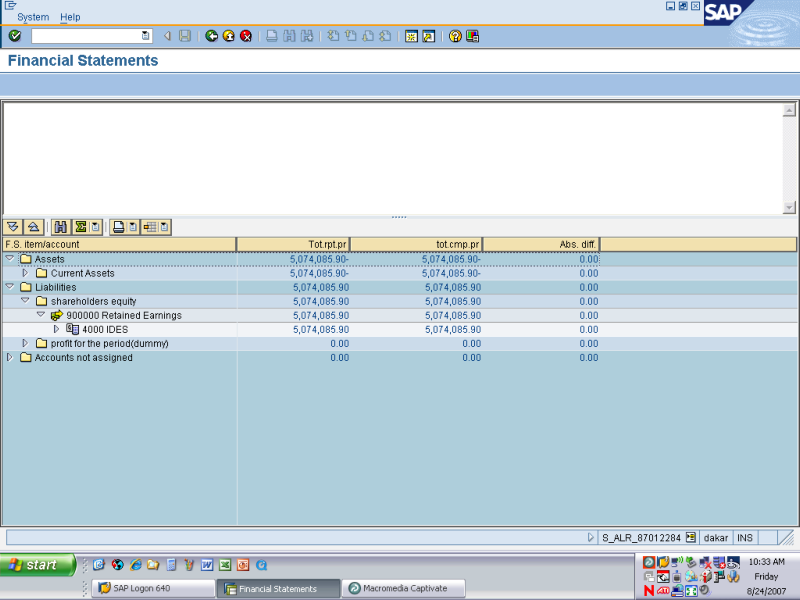 System Help
SAP
Financial Statements
F.S. item/account Tot.rpt.pr tot.cmp.pr Abs. diff.
Assets 5,074,085.90- 5,074,085.90- 0.00
Current Assets 5,074,085.90- 5,074,085.90- 0.00
Liabilities 5,074,085.90 5,074,085.90 0.00
shareholders equity 5,074,085.90 5,074,085.90 0.00
900000 Retained Earnings 5,074,085.90 5,074,085.90 0.00
4000 IDES 5,074,085.90 5,074,085.90 0.00
profit for the period(dummy) 0.00 0.00 0.00
Accounts not assigned 0.00 0.00 0.00
S_ALR_87012284 dakar INS
start
SAP Logon 640 Financial Statements Macromedia Captivate
10:33 AM
Friday
8/24/2007